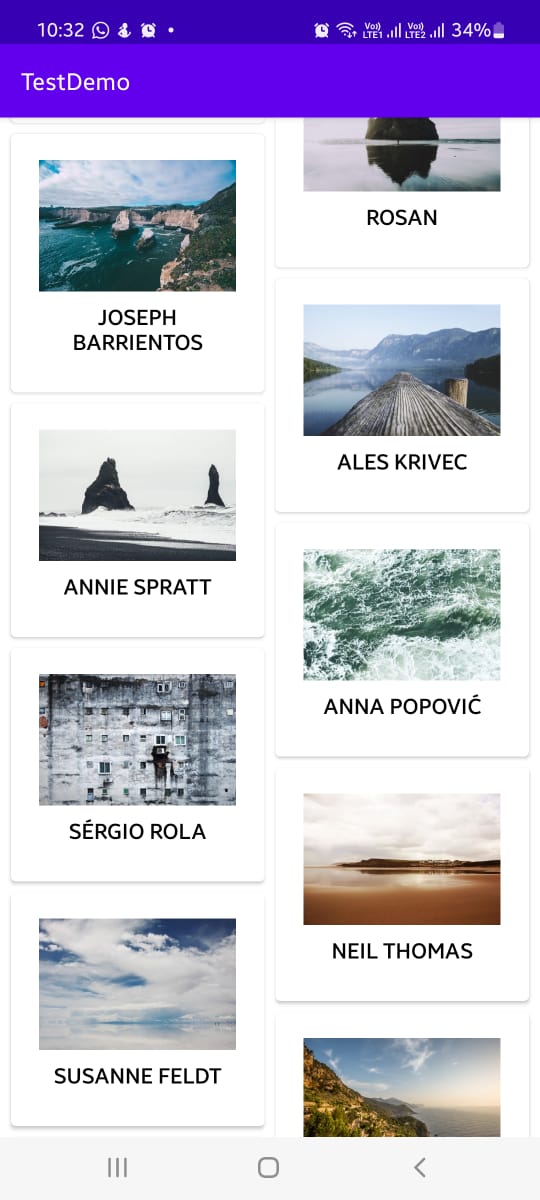 10:32
Vo)) LTE1 Vo)) LTE2 34%
TestDemo
ROSAN
JOSEPH
BARRIENTOS
ALES KRIVEC
ANNIE SPRATT
ANNA POPOVIĆ
SÉRGIO ROLA
NEIL THOMAS
SUSANNE FELDT